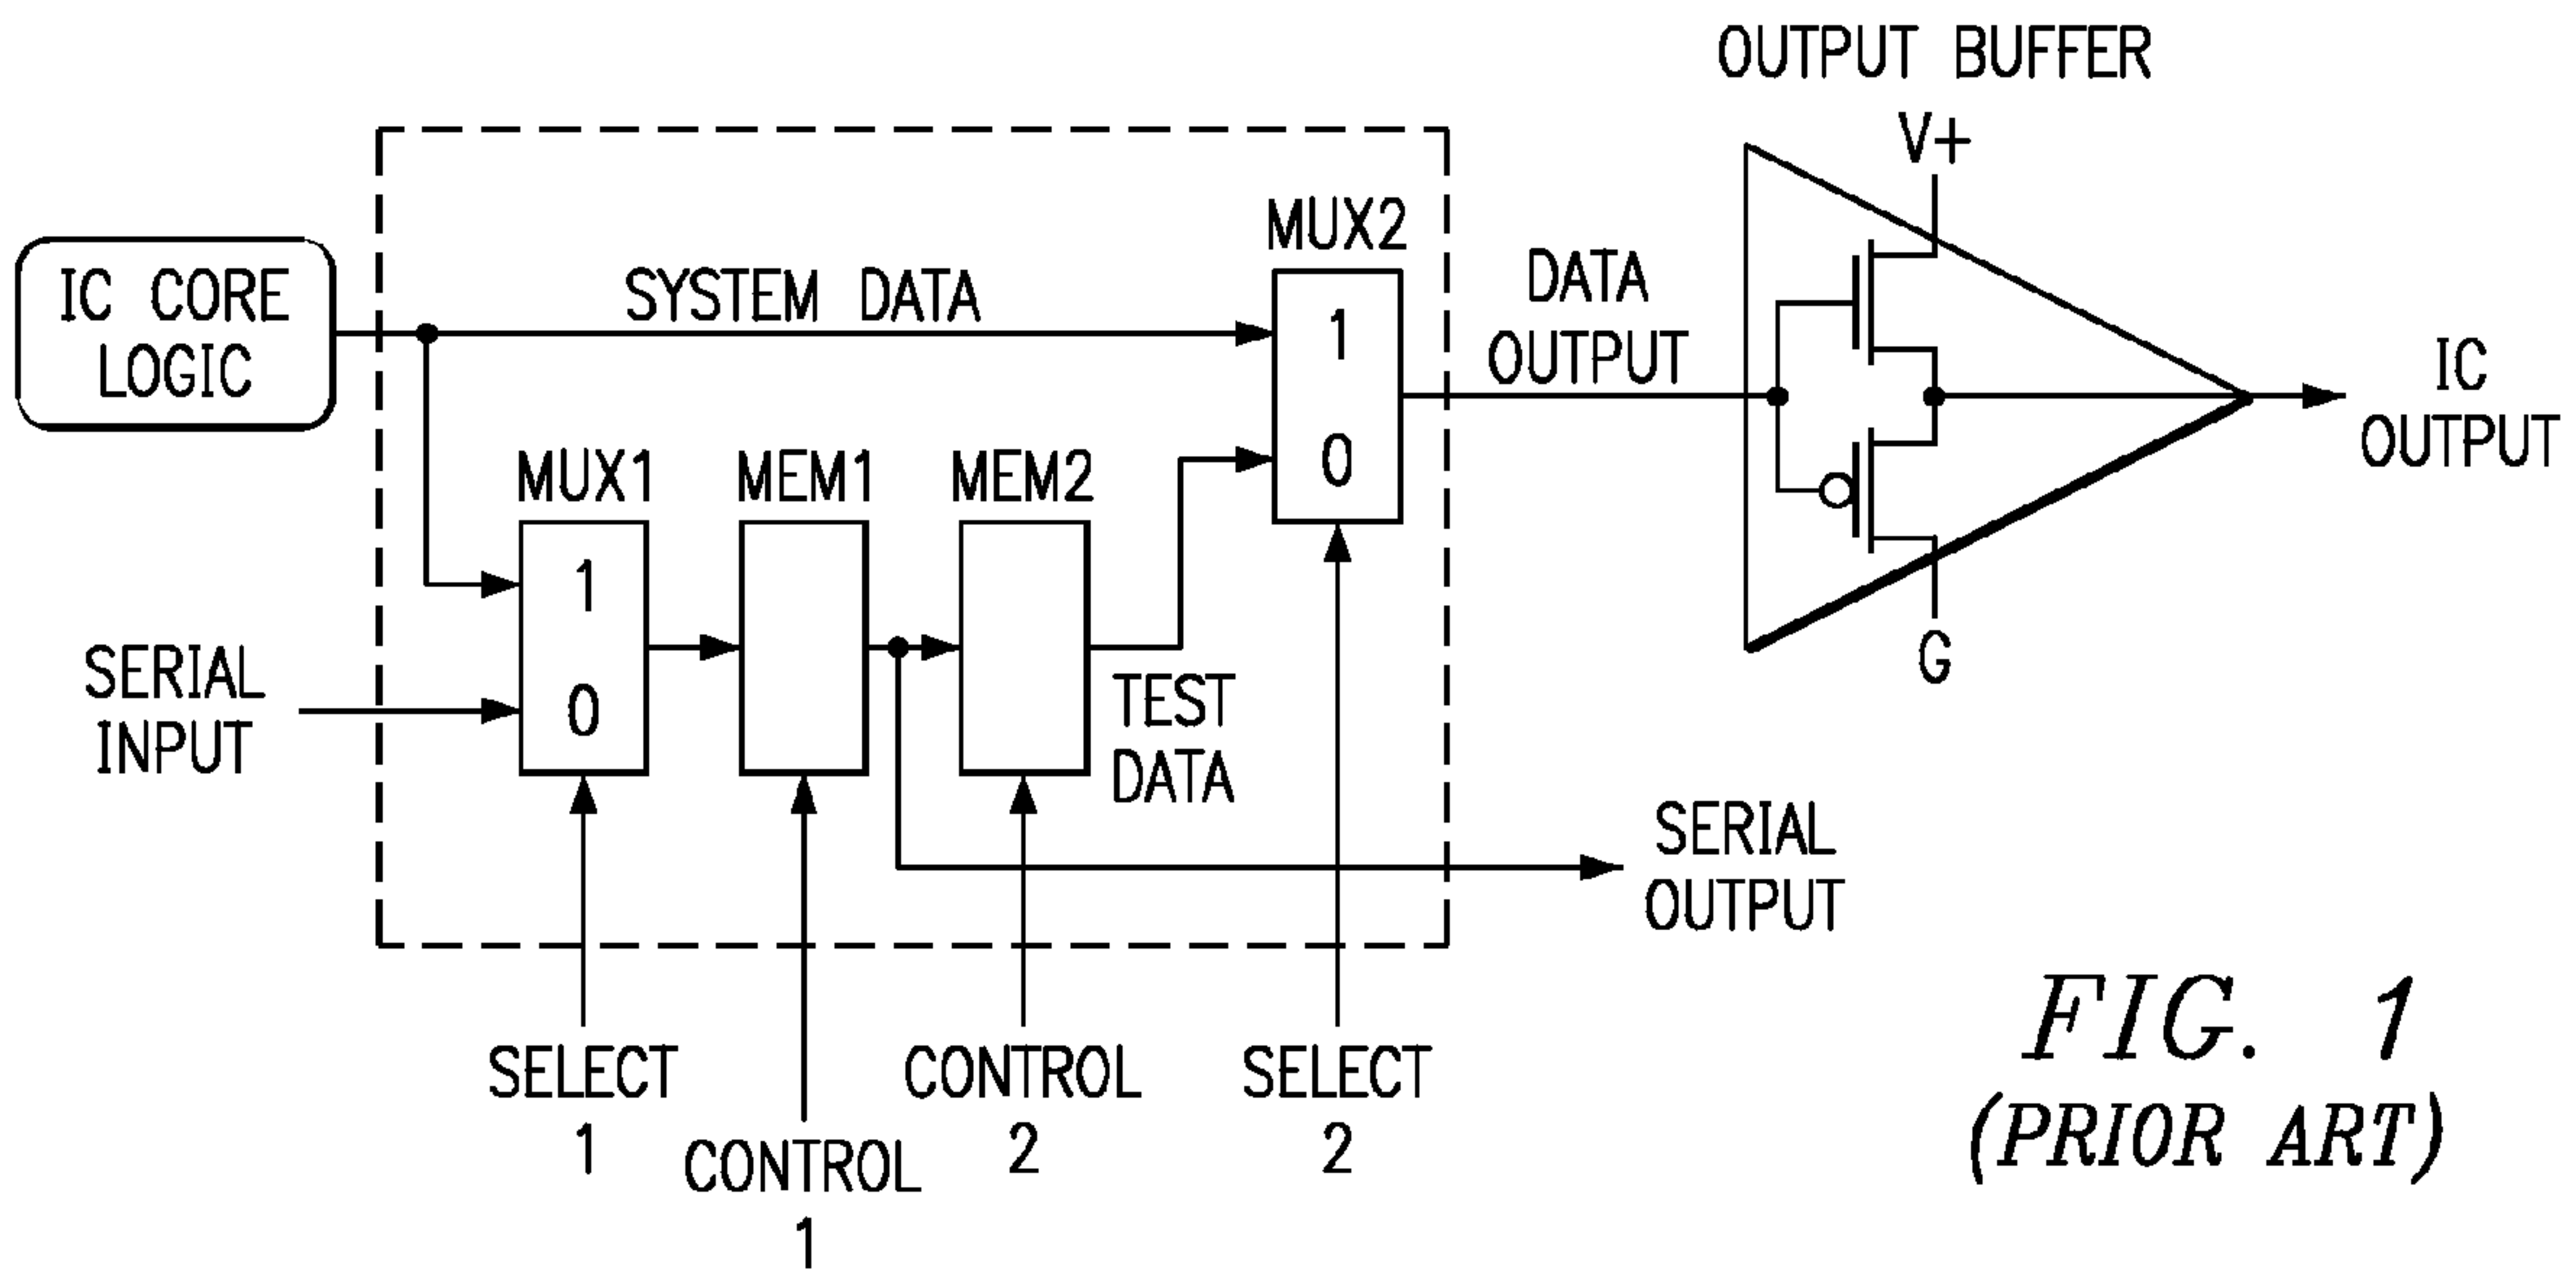 OUTPUT BUFFER
V+
MUX2
IC CORE
LOGIC
SYSTEM DATA
1
0
DATA
OUTPUT
IC
OUTPUT
G
MUX1
MEM1
MEM2
1
0
SERIAL
INPUT
TEST
DATA
SERIAL
OUTPUT
SELECT
1
CONTROL
1
CONTROL
2
SELECT
2
FIG. 1
(PRIOR ART)